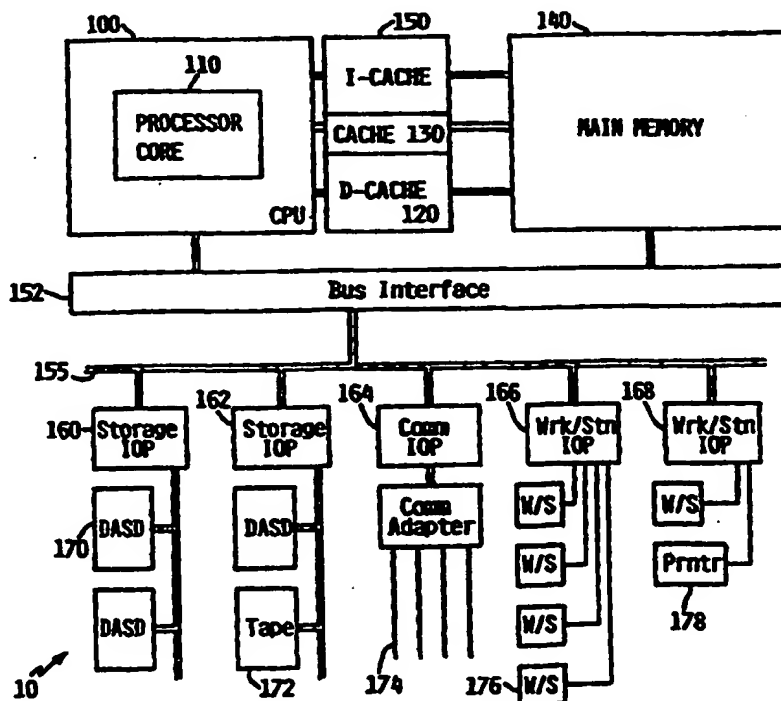 100
150
140
110
PROCESSOR
CORE
CPU
I-CACHE
CACHE 130
D-CACHE
120
MAIN MEMORY
152
Bus Interface
155
160
Storage
IOP
162
Storage
IOP
164
Comm
IOP
166
Wrk/Stn
IOP
168
Wrk/Stn
IOP
170
DASD
DASD
DASD
Tape
172
Comm
Adapter
174
W/S
W/S
W/S
176
W/S
W/S
Prntr
178
10